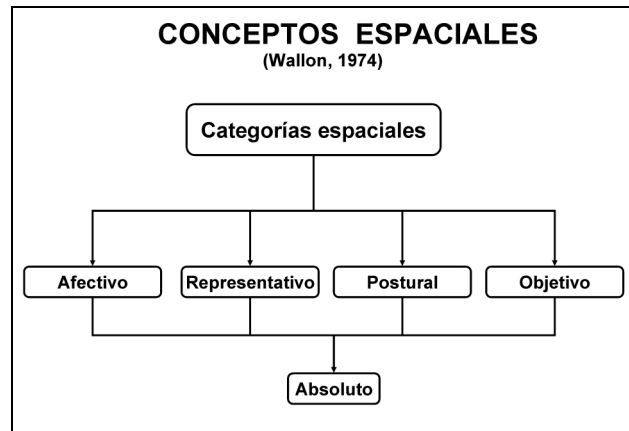 CONCEPTOS ESPACIALES
(Wallon, 1974)
Categorías espaciales
Afectivo
Representativo
Postural
Objetivo
Absoluto